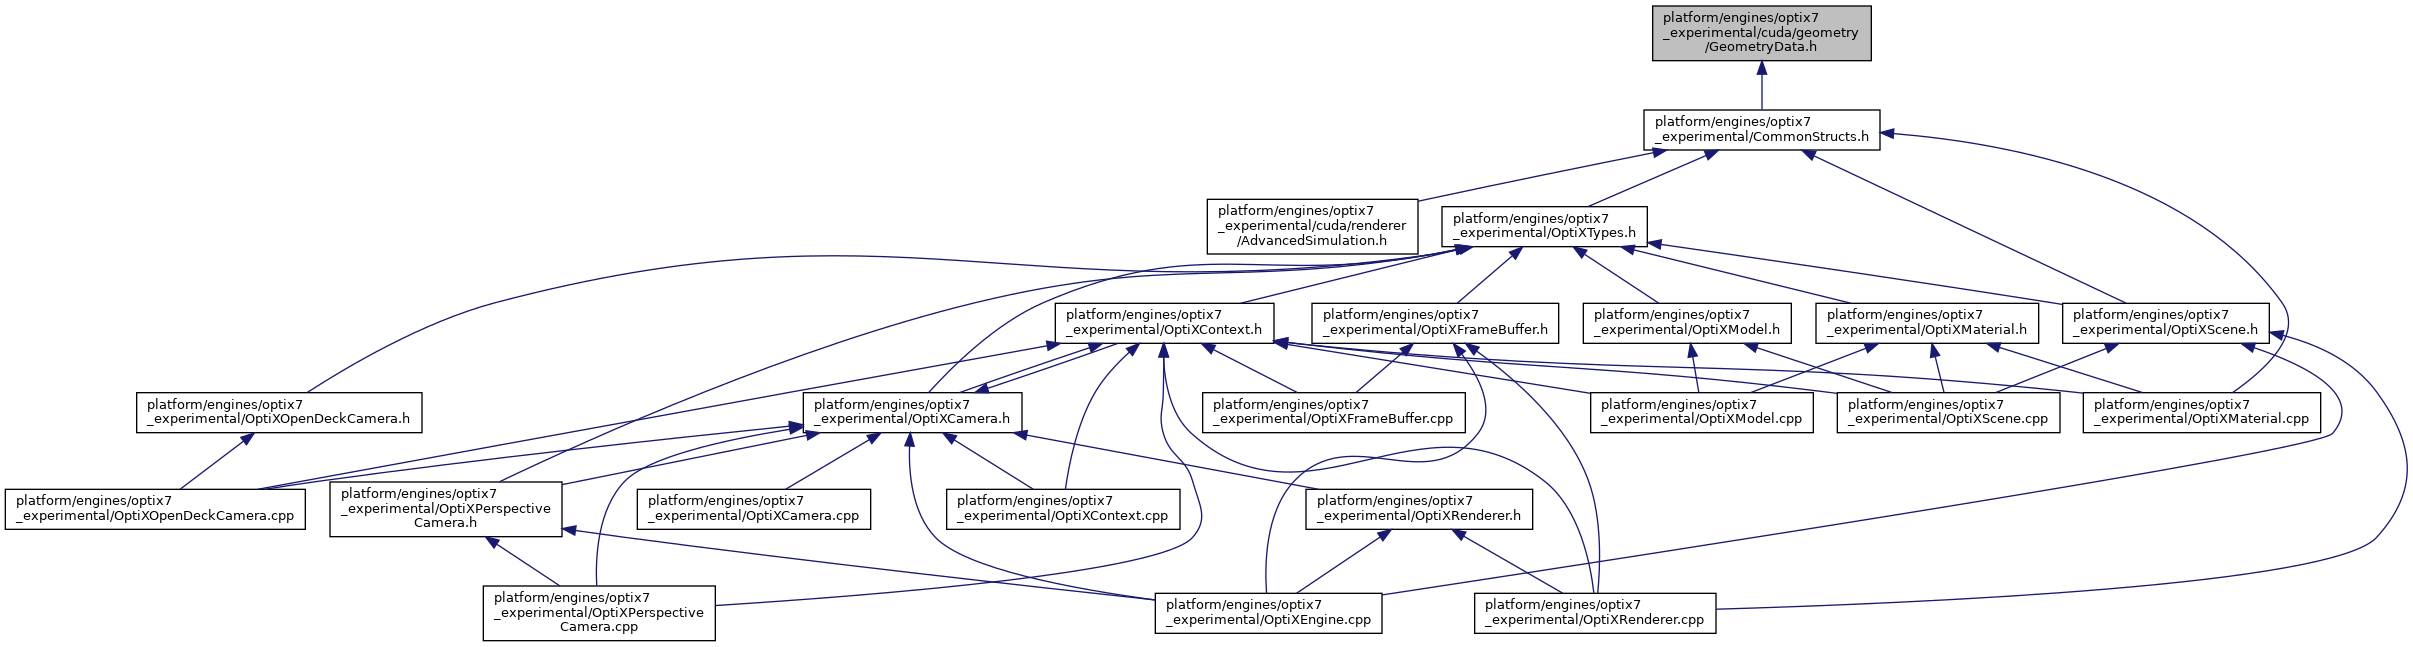 platform/engines/optix7
_experimental/cuda/geometry
/GeometryData.h
platform/engines/optix7
_experimental/CommonStructs.h
platform/engines/optix7
_experimental/cuda/renderer
/AdvancedSimulation.h
platform/engines/optix7
_experimental/OptiXTypes.h
platform/engines/optix7
_experimental/OptiXContext.h
platform/engines/optix7
_experimental/OptiXFrameBuffer.h
platform/engines/optix7
_experimental/OptiXModel.h
platform/engines/optix7
_experimental/OptiXMaterial.h
platform/engines/optix7
_experimental/OptiXScene.h
platform/engines/optix7
_experimental/OptiXOpenDeckCamera.h
platform/engines/optix7
_experimental/OptiXCamera.h
platform/engines/optix7
_experimental/OptiXFrameBuffer.cpp
platform/engines/optix7
_experimental/OptiXModel.cpp
platform/engines/optix7
_experimental/OptiXScene.cpp
platform/engines/optix7
_experimental/OptiXMaterial.cpp
platform/engines/optix7
_experimental/OptiXOpenDeckCamera.cpp
platform/engines/optix7
_experimental/OptiXPerspective
Camera.h
platform/engines/optix7
_experimental/OptiXCamera.cpp
platform/engines/optix7
_experimental/OptiXContext.cpp
platform/engines/optix7
_experimental/OptiXRenderer.h
platform/engines/optix7
_experimental/OptiXPerspective
Camera.cpp
platform/engines/optix7
_experimental/OptiXEngine.cpp
platform/engines/optix7
_experimental/OptiXRenderer.cpp